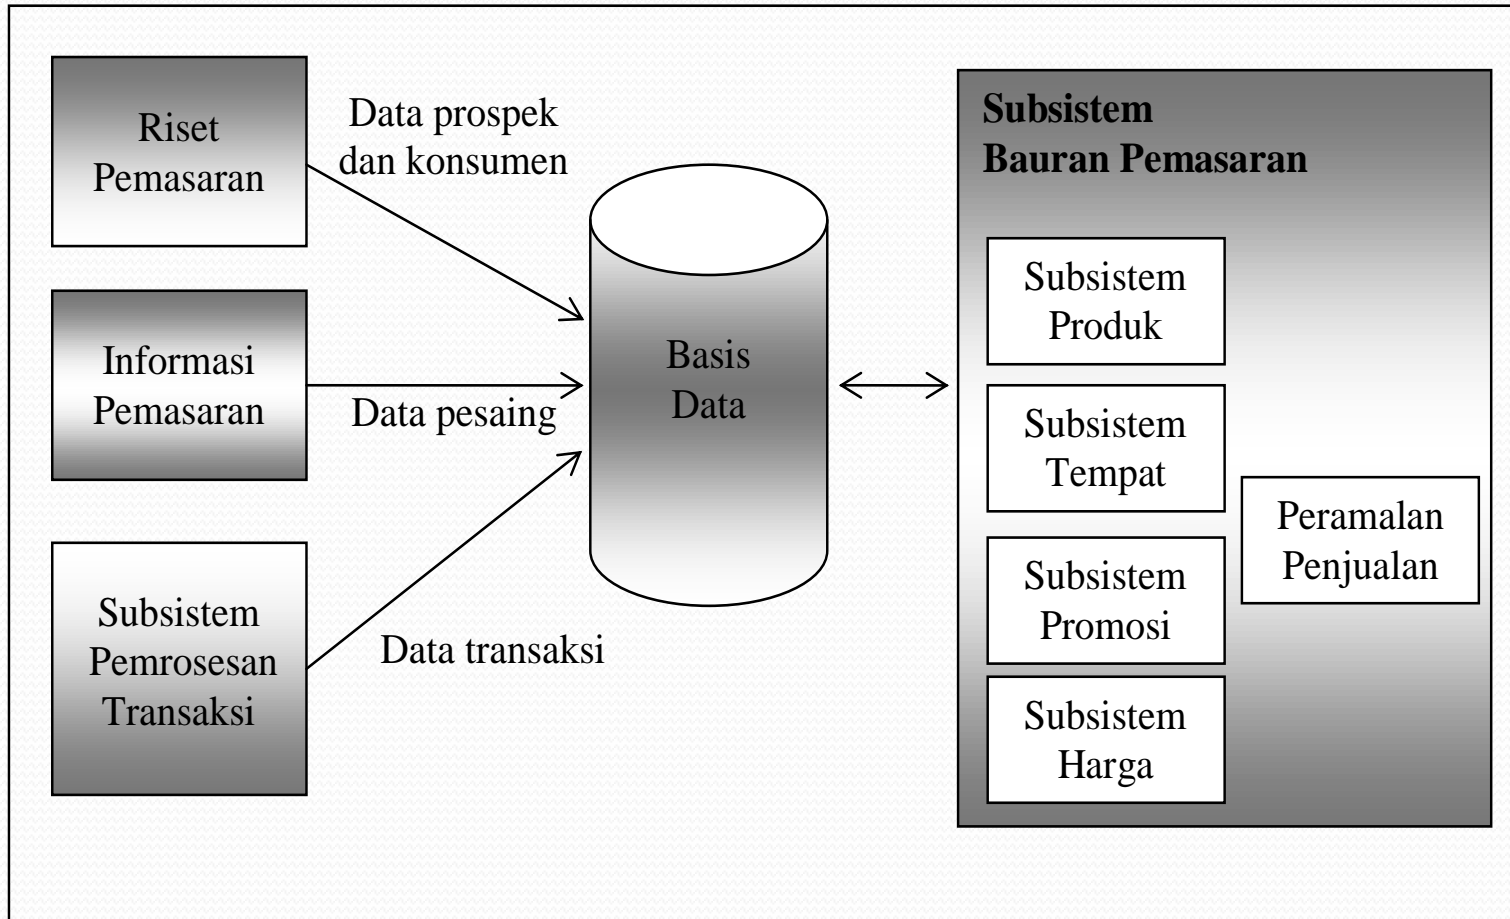 Riset
Pemasaran
Data prospek
dan konsumen
Informasi
Pemasaran
Data pesaing
Subsistem
Pemrosesan
Transaksi
Data transaksi
Basis
Data
Subsistem
Bauran Pemasaran
Subsistem
Produk
Subsistem
Tempat
Subsistem
Promosi
Subsistem
Harga
Peramalan
Penjualan